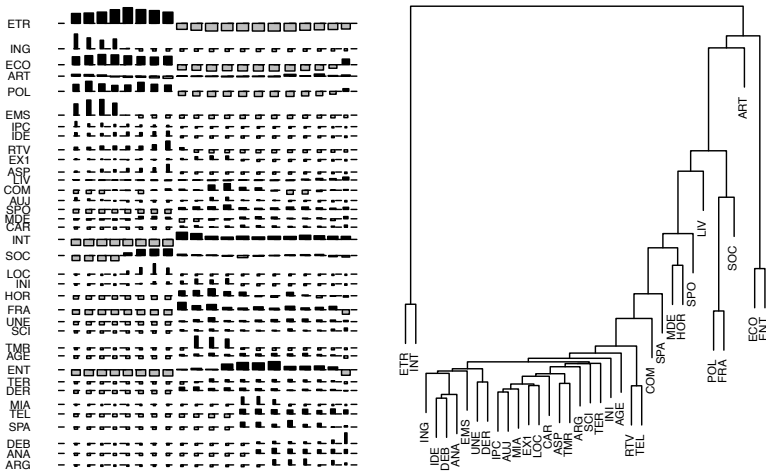 ETR
ING
ECO
ART
POL
EMS
IPC
IDE
RTV
EX1
ASP
LIV
COM
AUJ
SPO
MDE
CAR
INT
SOC
LOC
INI
HOR
FRA
UNE
SCI
TMR
AGE
ENT
TER
DER
MIA
TEL
SPA
DEB
ANA
ARG
ETR
INT
ING
IDE
DEB
ANA
EMS
UNE
DER
IPC
AUJ
MIA
EX1
LOC
CAR
ASP
TMR
ARG
SCI
TER
INI
AGE
RTV
TEL
COM
SPA
MDE
HOR
SPO
LIV
POL
FRA
SOC
ART
ECO
ENT